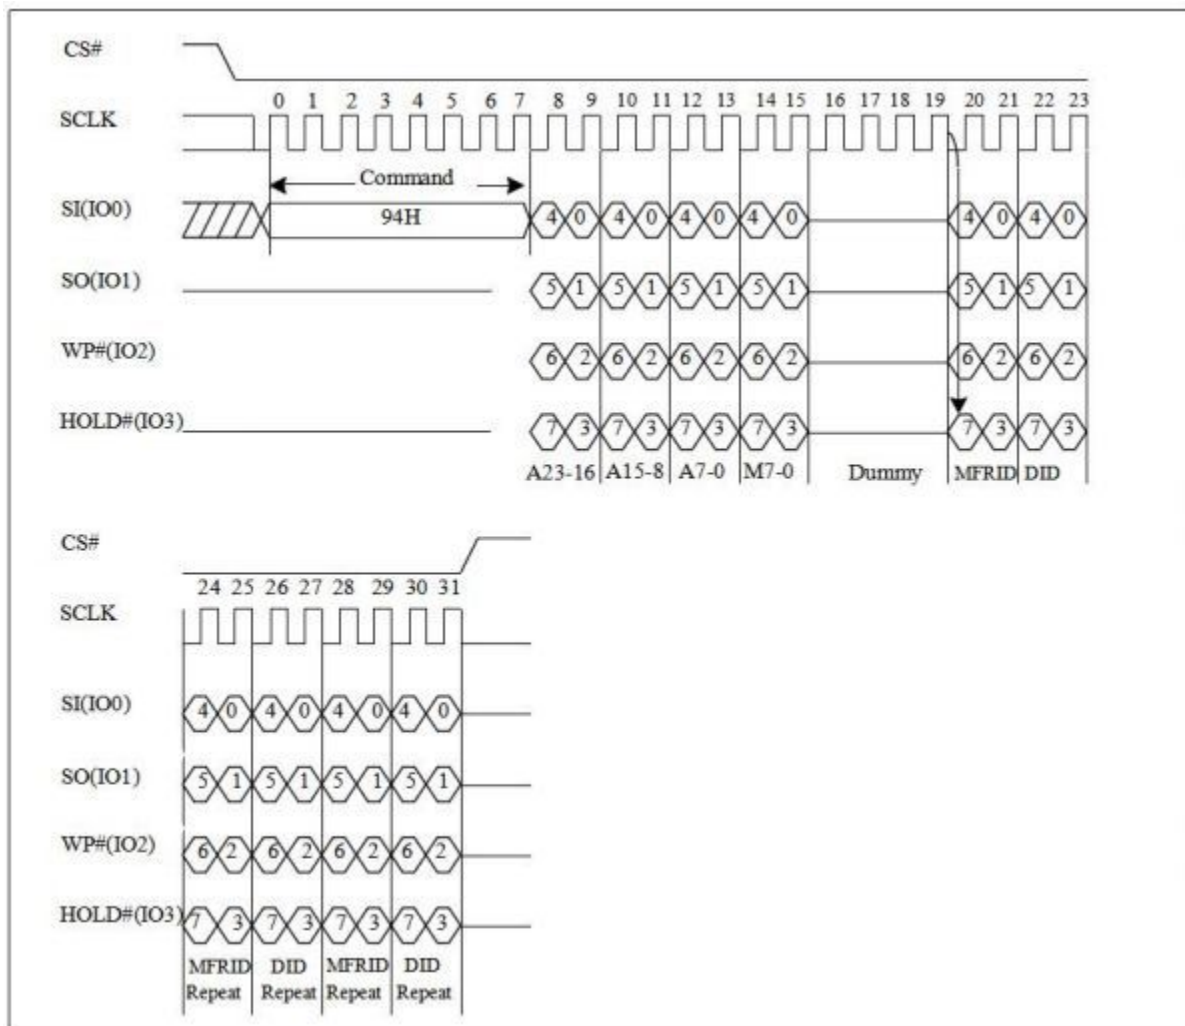 CS#
0 1 2 3 4 5 6 7 8 9 10 11 12 13 14 15 16 17 18 19 20 21 22 23
SCLK
Command
SI(IO0)
94H
4 0 4 0 4 0 4 0 4 0 4 0
SO(IO1)
5 1 5 1 5 1 5 1 5 1 5 1
WP#(IO2)
6 2 6 2 6 2 6 2 6 2 6 2
HOLD#(IO3)
7 3 7 3 7 3 7 3 7 3 7 3
A23-16 A15-8 A7-0 M7-0 Dummy MFRID DID
CS#
24 25 26 27 28 29 30 31
SCLK
SI(IO0)
4 0 4 0 4 0 4 0
SO(IO1)
5 1 5 1 5 1 5 1
WP#(IO2)
6 2 6 2 6 2 6 2
HOLD#(IO3)
7 3 7 3 7 3 7 3
MFRID DID MFRID DID
Repeat Repeat Repeat Repeat